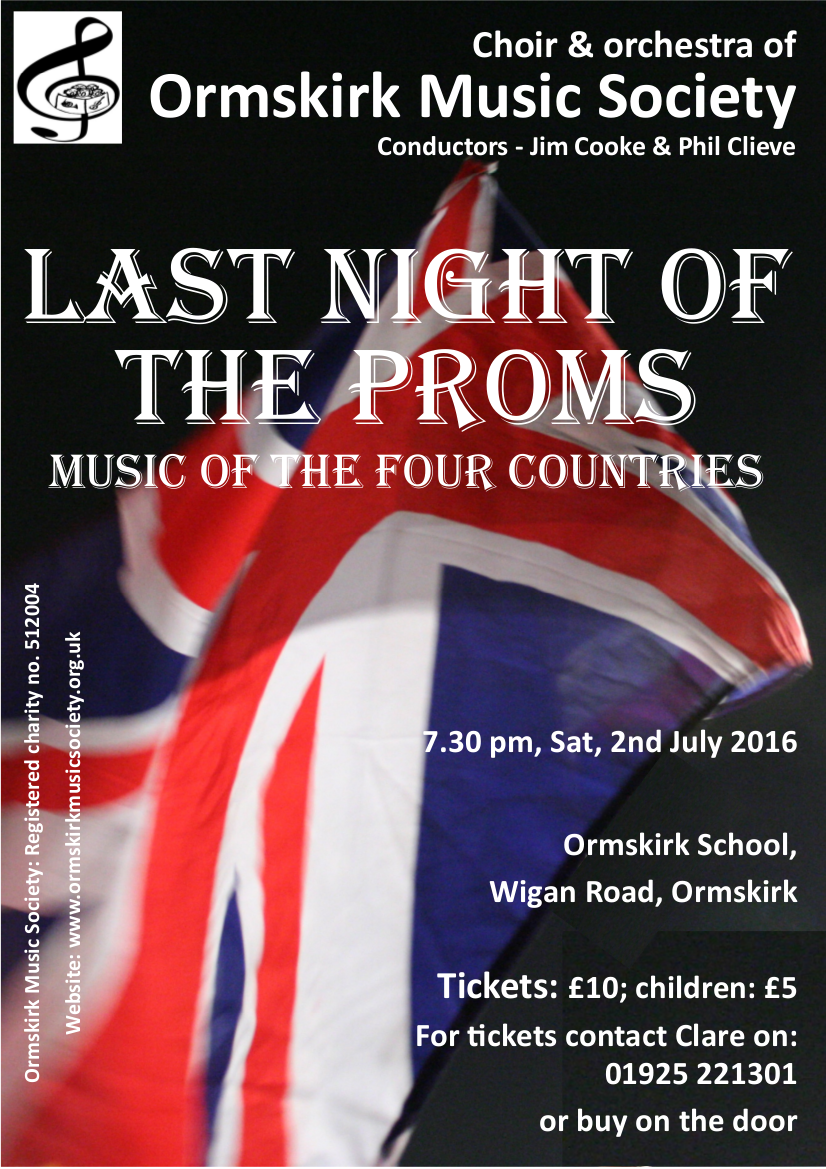 Choir & orchestra of
Ormskirk Music Society
Conductors - Jim Cooke & Phil Clieve
LAST NIGHT OF
THE PROMS
MUSIC OF THE FOUR COUNTRIES
7.30 pm, Sat, 2nd July 2016
Ormskirk School,
Wigan Road, Ormskirk
Tickets: £10; children: £5
For tickets contact Clare on:
01925 221301
or buy on the door
Ormskirk Music Society: Registered charity no. 512004
Website: www.ormskirkmusicsociety.org.uk